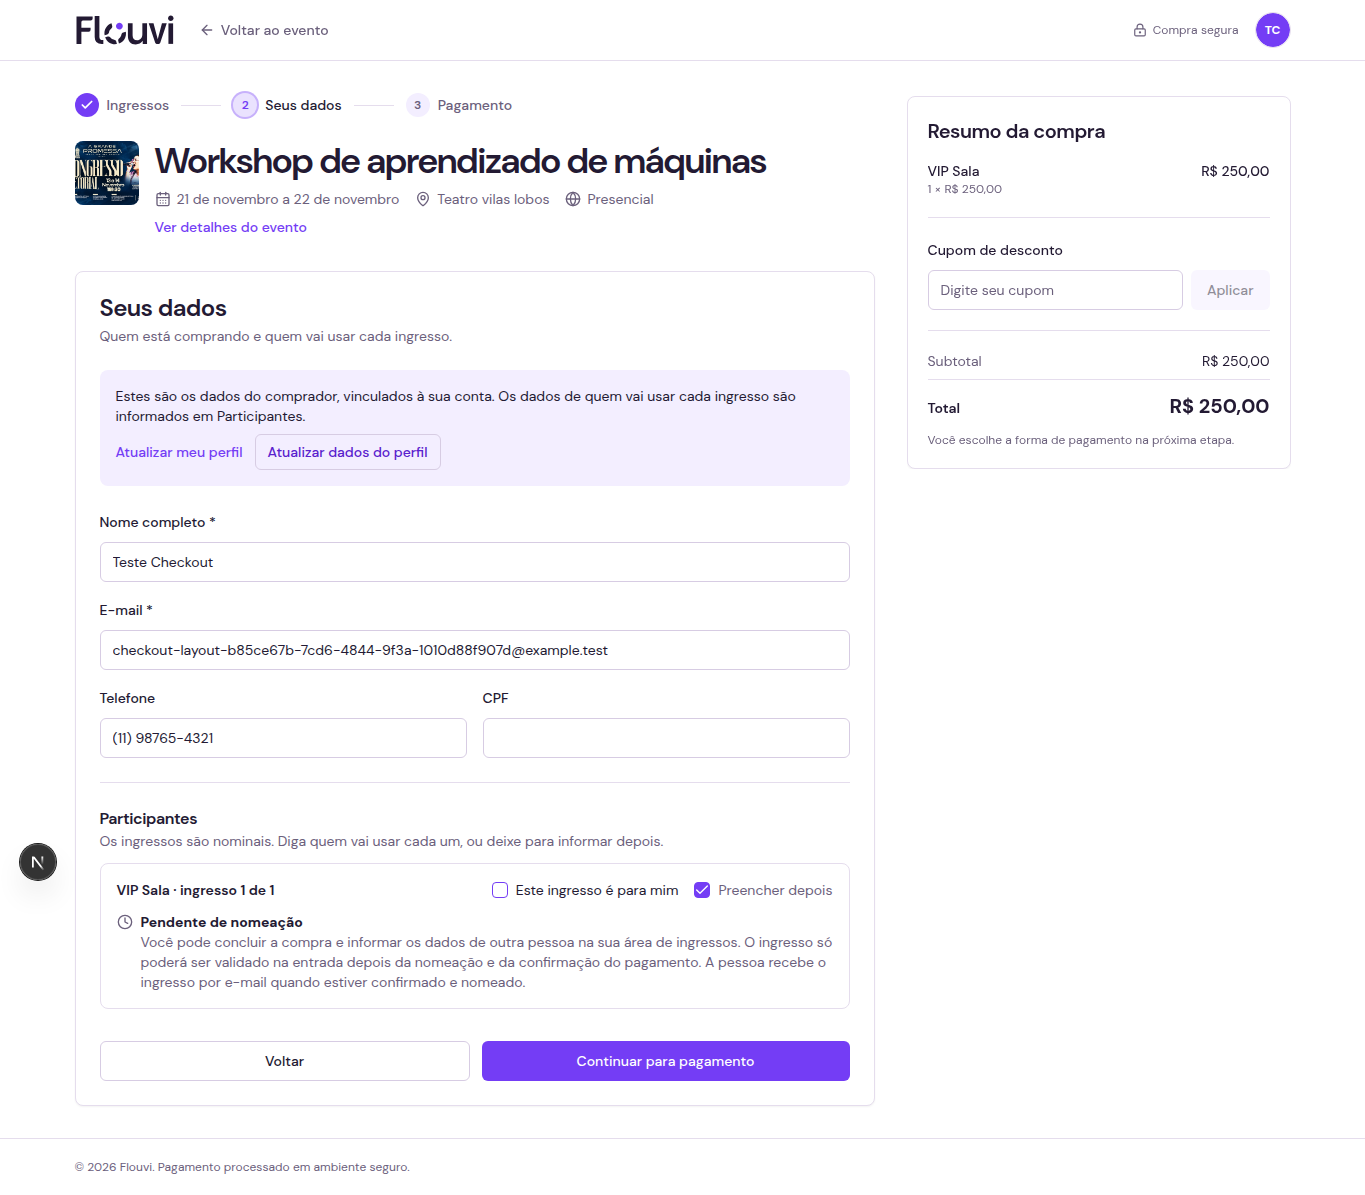 Flouvi
Voltar ao evento
Compra segura
TC
Ingressos
2
Seus dados
3
Pagamento
A GRANDE
PROMESSA
Workshop de aprendizado de máquinas
21 de novembro a 22 de novembro
Teatro vilas lobos
Presencial
Ver detalhes do evento
Seus dados
Quem está comprando e quem vai usar cada ingresso.
Estes são os dados do comprador, vinculados à sua conta. Os dados de quem vai usar cada ingresso são
informados em Participantes.
Atualizar meu perfil
Atualizar dados do perfil
Nome completo *
Teste Checkout
E-mail *
checkout-layout-b85ce67b-7cd6-4844-9f3a-1010d88f907d@example.test
Telefone
CPF
(11) 98765-4321
Participantes
Os ingressos são nominais. Diga quem vai usar cada um, ou deixe para informar depois.
VIP Sala · ingresso 1 de 1
Este ingresso é para mim
Preencher depois
Pendente de nomeação
Você pode concluir a compra e informar os dados de outra pessoa na sua área de ingressos. O ingresso só
poderá ser validado na entrada depois da nomeação e da confirmação do pagamento. A pessoa recebe o
ingresso por e-mail quando estiver confirmado e nomeado.
Voltar
Continuar para pagamento
Resumo da compra
VIP Sala
R$ 250,00
1 × R$ 250,00
Cupom de desconto
Digite seu cupom
Aplicar
Subtotal
R$ 250,00
Total
R$ 250,00
Você escolhe a forma de pagamento na próxima etapa.
N
© 2026 Flouvi. Pagamento processado em ambiente seguro.